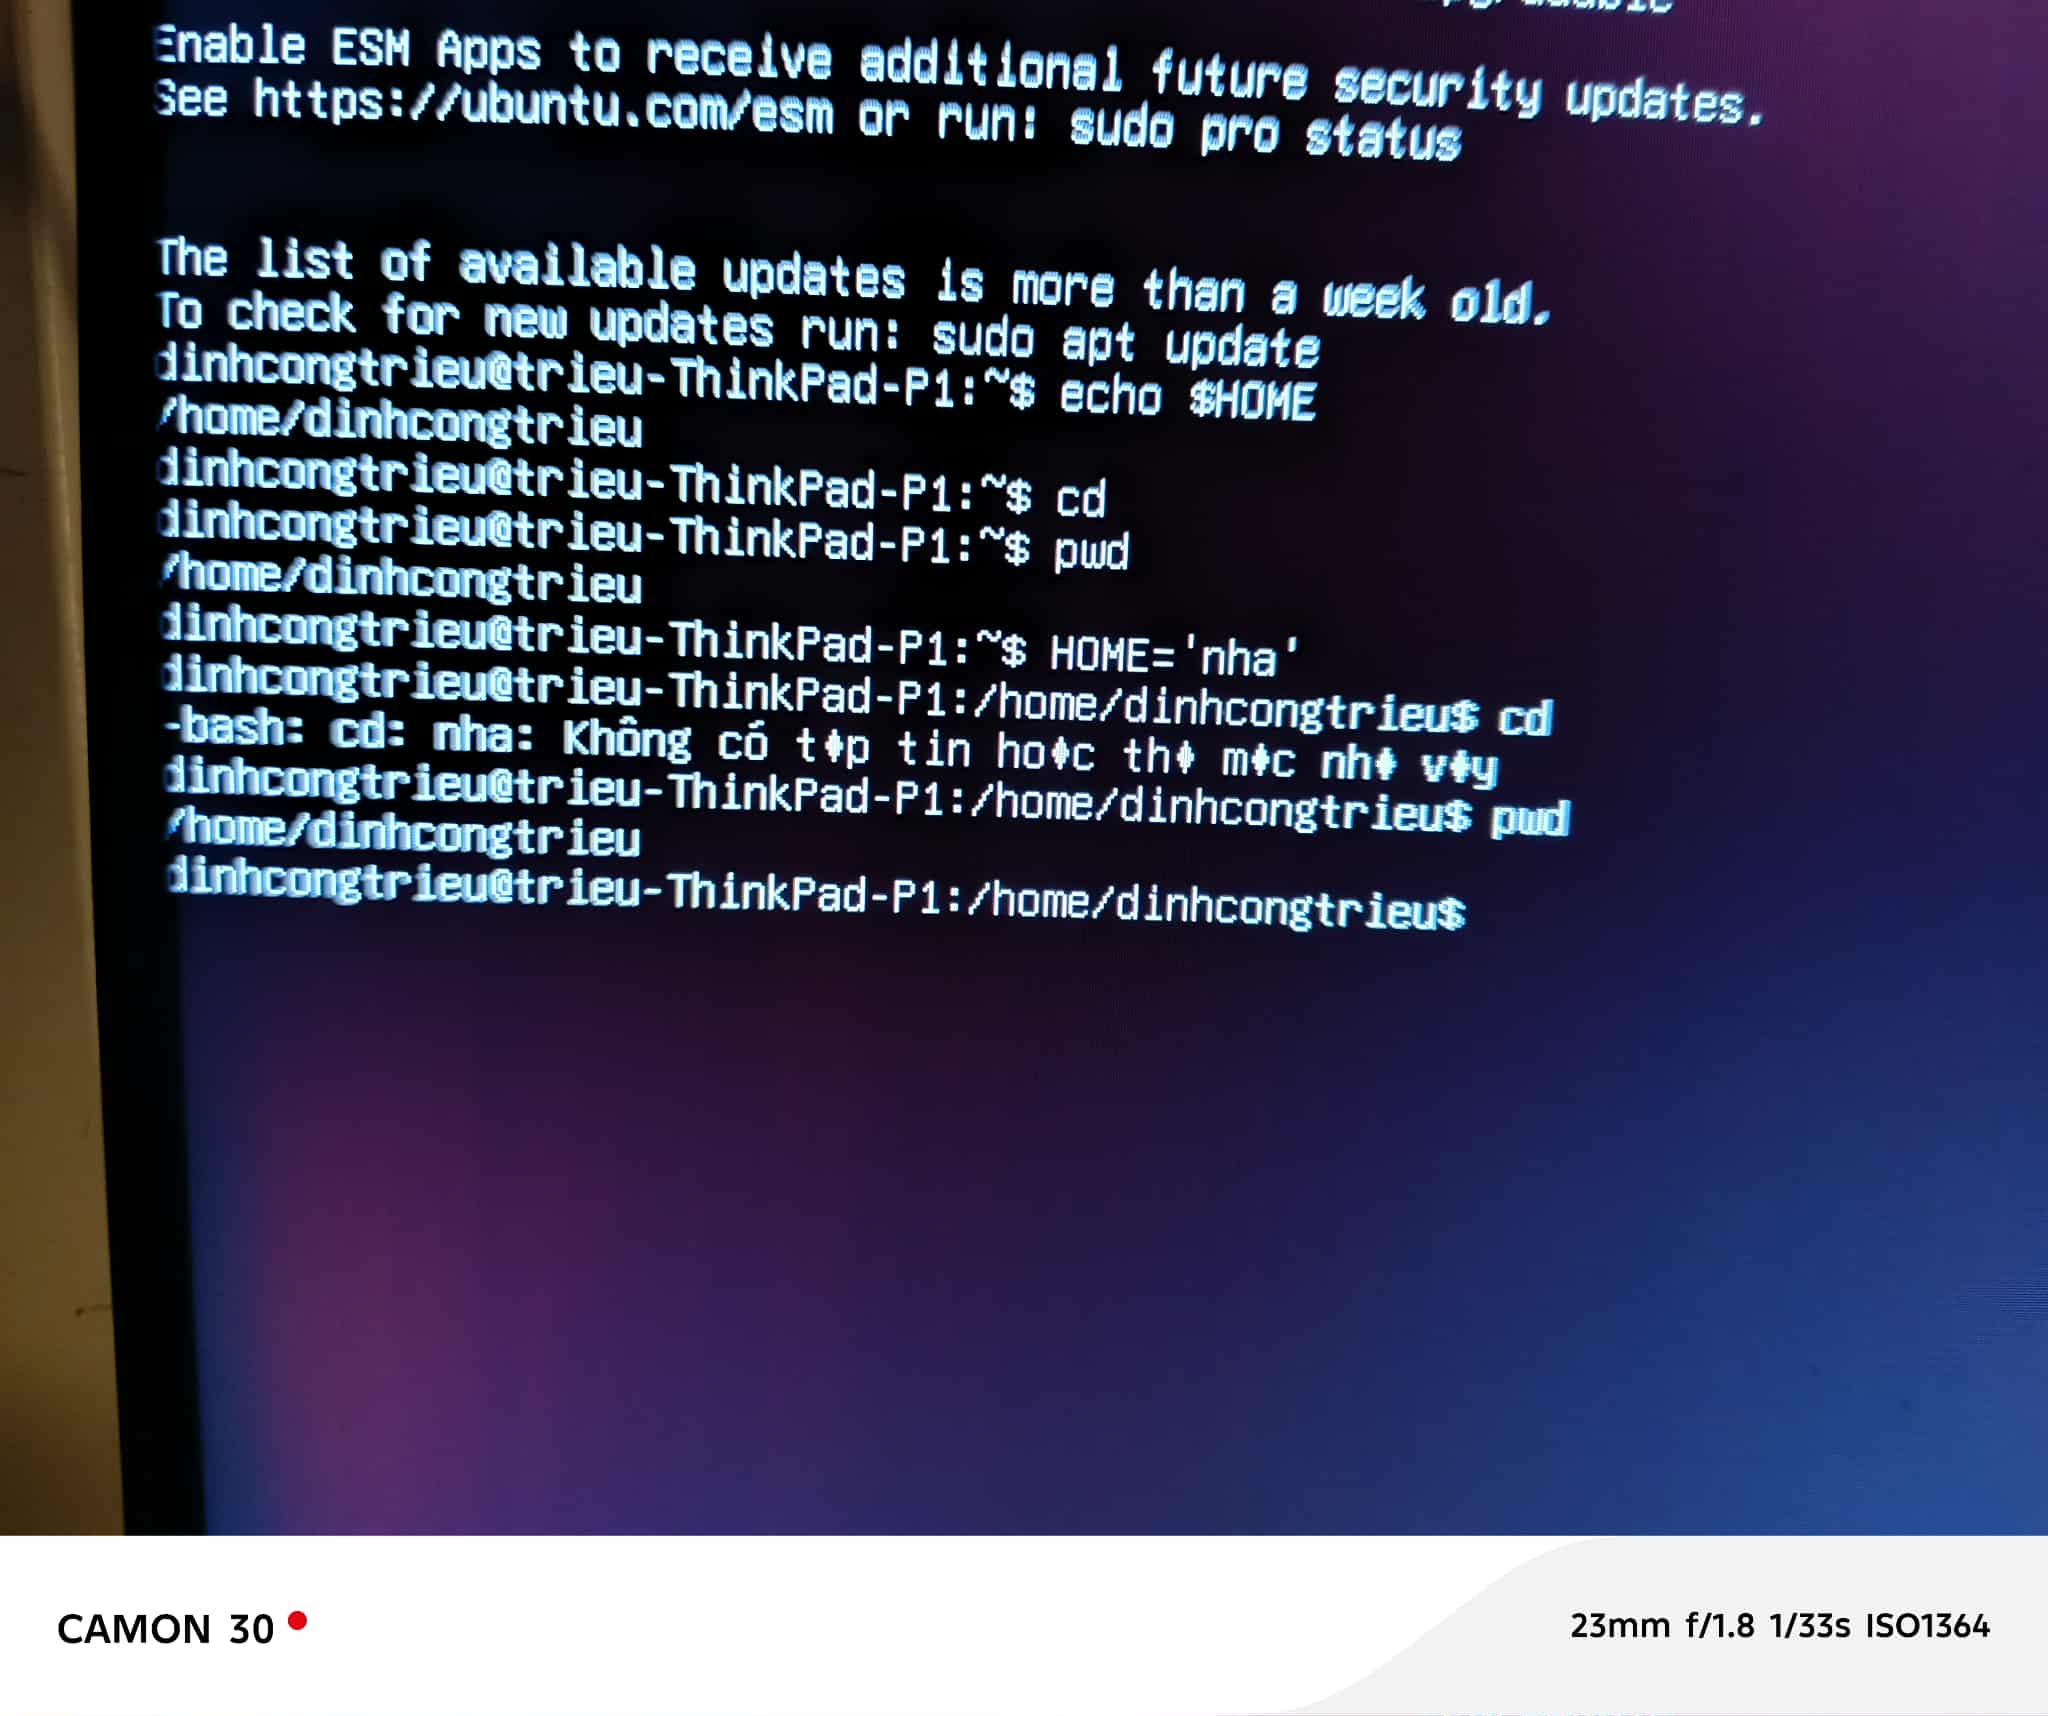 Enable ESM Apps to receive additional future security updates.
See https://ubuntu.com/esm or run: sudo pro status
The list of available updates is more than a week old.
To check for new updates run: sudo apt update
dinhcongtrieu@trieu-ThinkPad-P1:~$ echo $HOME
/home/dinhcongtrieu
dinhcongtrieu@trieu-ThinkPad-P1:~$ cd
dinhcongtrieu@trieu-ThinkPad-P1:~$ pwd
/home/dinhcongtrieu
dinhcongtrieu@trieu-ThinkPad-P1:~$ HOME='nha'
dinhcongtrieu@trieu-ThinkPad-P1:/home/dinhcongtrieu$ cd
-bash: cd: nha: Không có t♦p tin ho♦c th♦ m♦c nh♦ v♦y
dinhcongtrieu@trieu-ThinkPad-P1:/home/dinhcongtrieu$ pwd
/home/dinhcongtrieu
dinhcongtrieu@trieu-ThinkPad-P1:/home/dinhcongtrieu$
CAMON 30
23mm f/1.8 1/33s ISO1364